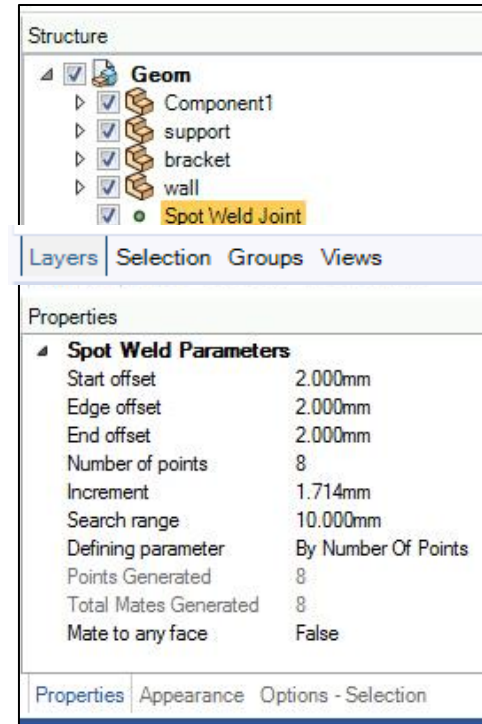 Structure
Geom
Component1
support
bracket
wall
Spot Weld Joint
Layers Selection Groups Views
Properties
Spot Weld Parameters
Start offset 2.000mm
Edge offset 2.000mm
End offset 2.000mm
Number of points 8
Increment 1.714mm
Search range 10.000mm
Defining parameter By Number Of Points
Points Generated 8
Total Mates Generated 8
Mate to any face False
Properties Appearance Options - Selection